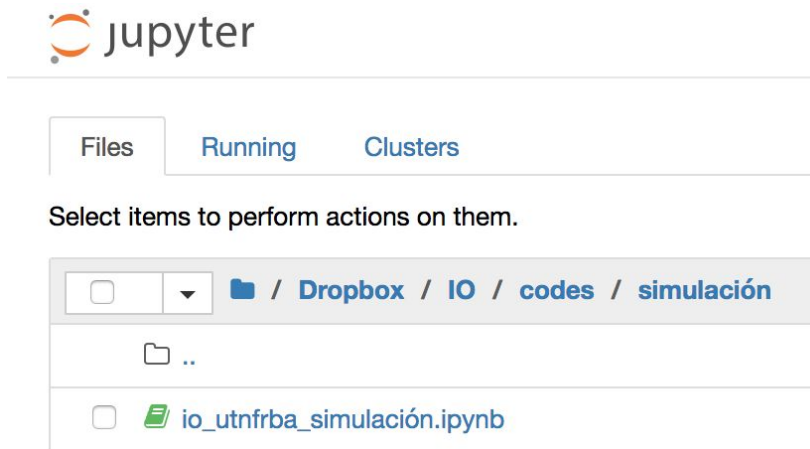 jupyter
Files Running Clusters
Select items to perform actions on them.
/ Dropbox / IO / codes / simulación
..
io_utnfrba_simulación.ipynb